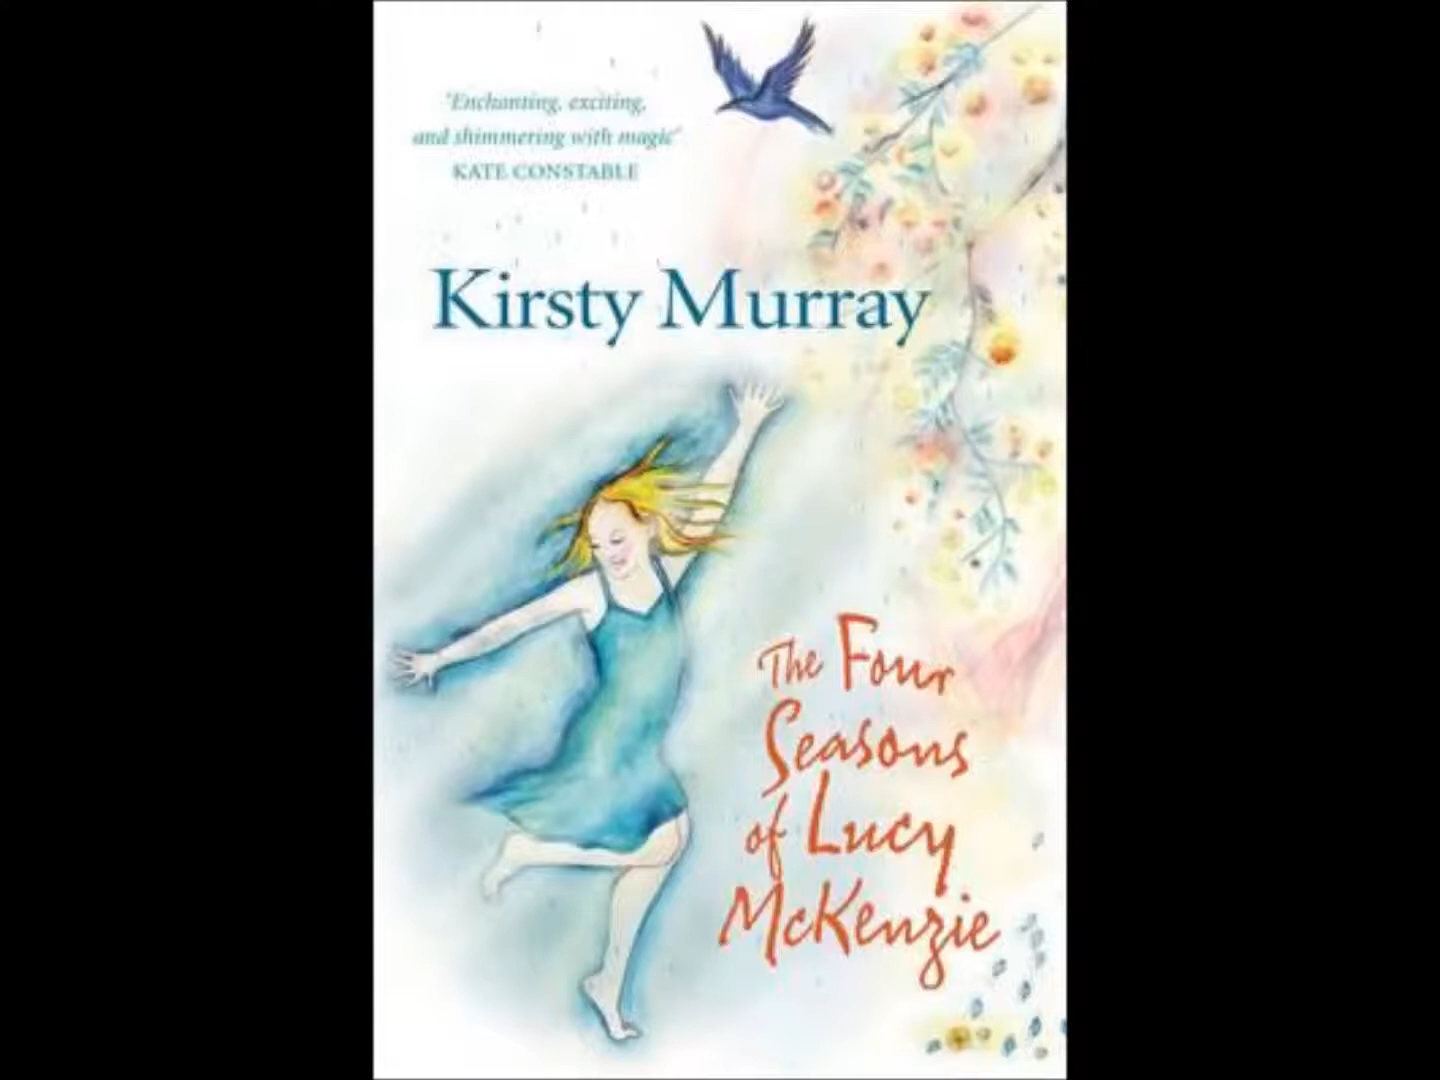 'Enchanting, exciting,
and shimmering with magic'
KATE CONSTABLE
Kirsty Murray
The Four
Seasons
of Lucy
McKenzie